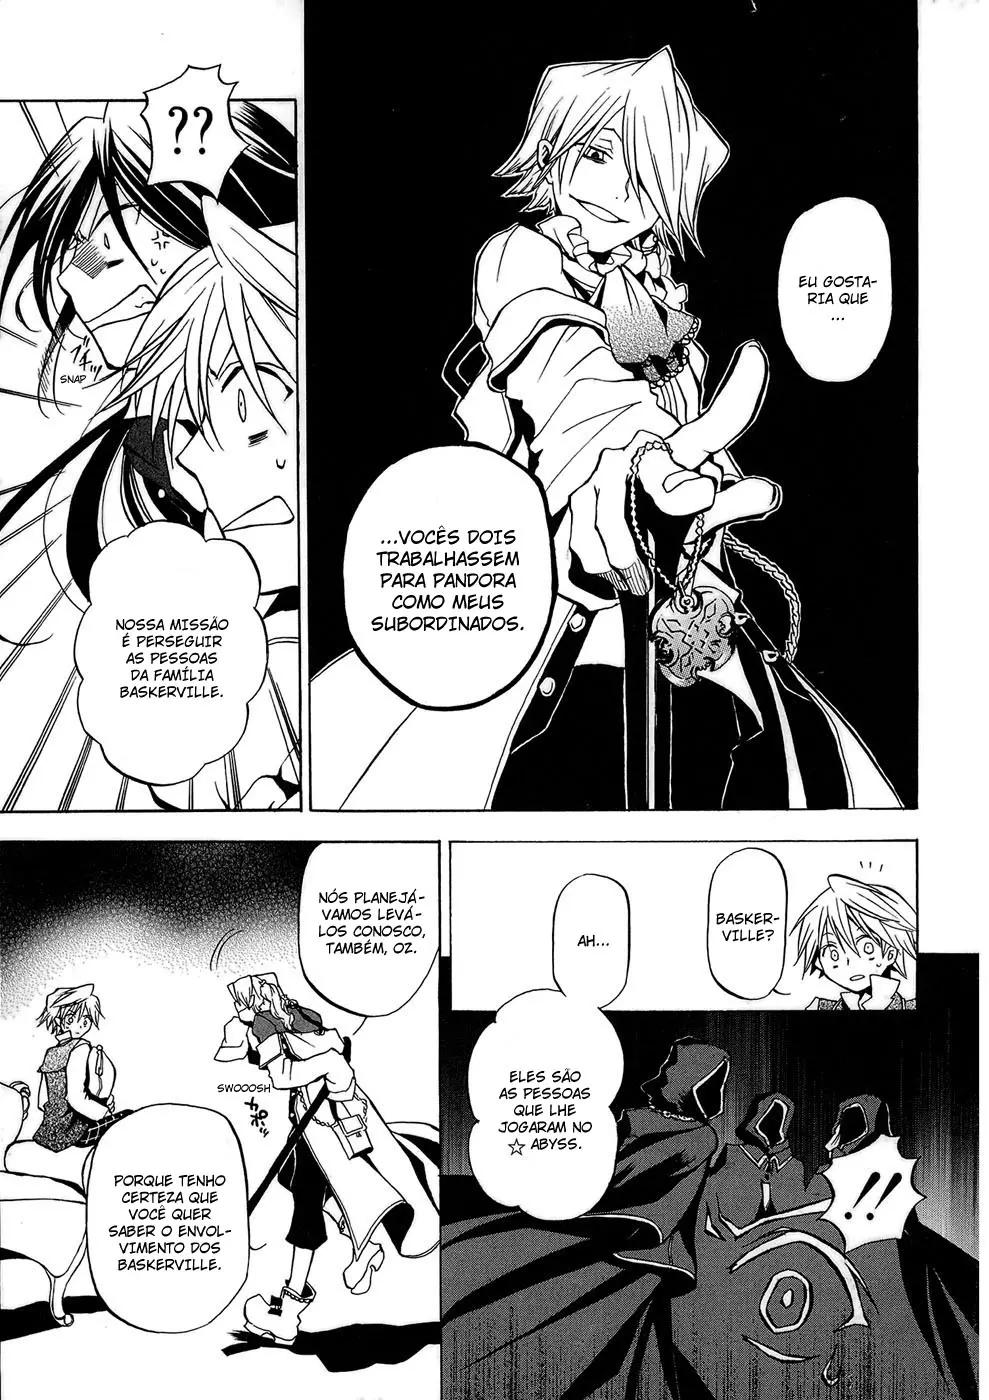 EU GOSTA-
RIA QUE
...
...VOCÊS DOIS
TRABALHASSEM
PARA PANDORA
COMO MEUS
SUBORDINADOS.
??
SNAP
NOSSA MISSÃO
É PERSEGUIR
AS PESSOAS
DA FAMÍLIA
BASKERVILLE.
BASKER-
VILLE?
AH...
ELES SÃO
AS PESSOAS
QUE LHE
JOGARAM NO
☆ ABYSS.
!!
NÓS PLANEJÁ-
VAMOS LEVÁ-
LOS CONOSCO,
TAMBÉM, OZ.
SWOOOSH
PORQUE TENHO
CERTEZA QUE
VOCÊ QUER
SABER O ENVOL-
VIMENTO DOS
BASKERVILLE.